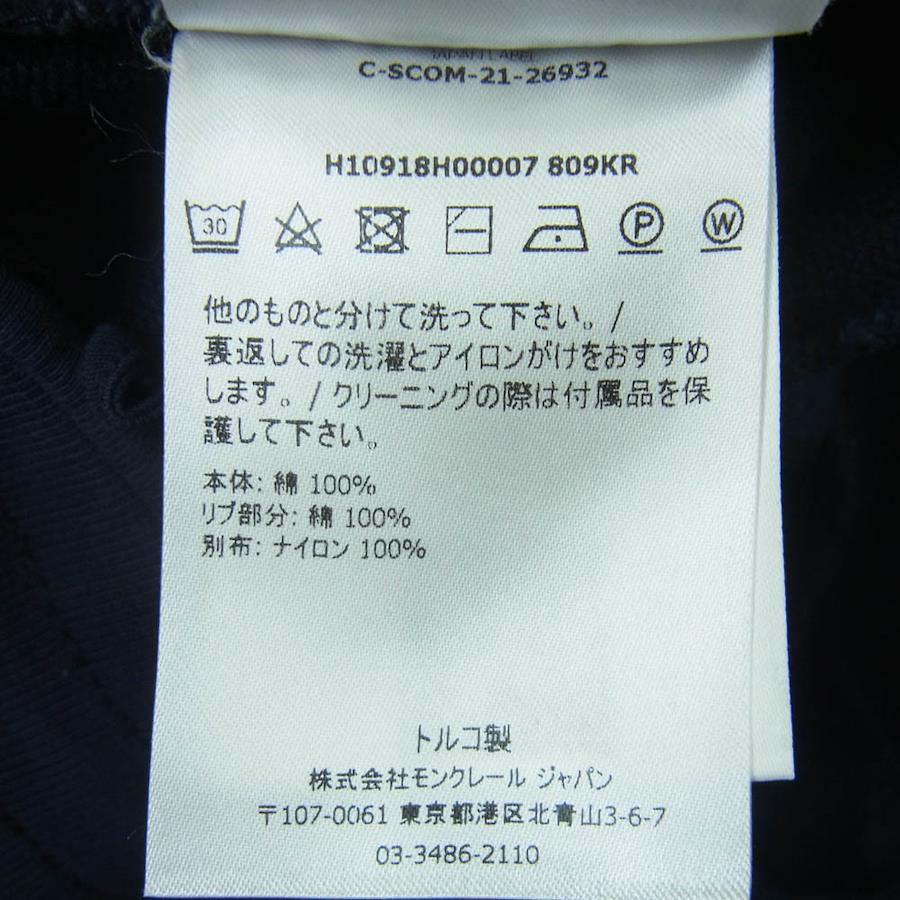 JAPAN LABEL
C-SCOM-21-26932
H10918H00007 809KR
30
P
W
他のものと分けて洗って下さい。/
裏返しての洗濯とアイロンがけをおすすめ
します。/ クリーニングの際は付属品を保
護して下さい。
本体: 綿 100%
リブ部分: 綿 100%
別布: ナイロン 100%
トルコ製
株式会社モンクレール ジャパン
〒107-0061 東京都港区北青山3-6-7
03-3486-2110